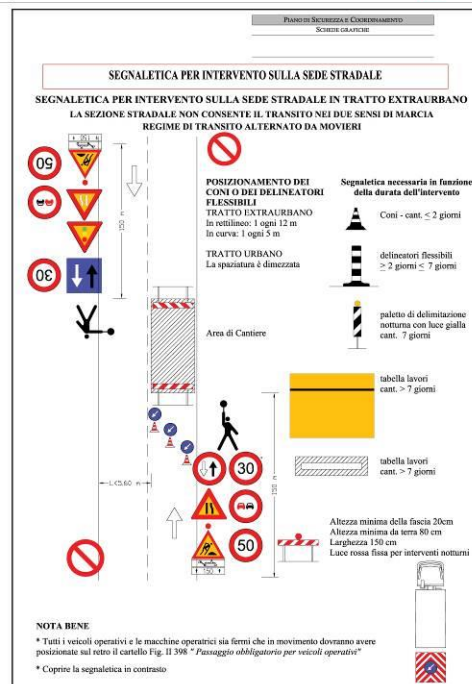 PIANO DI SICUREZZA E COORDINAMENTO
SCHEDE GRAFICHE
SEGNALETICA PER INTERVENTO SULLA SEDE STRADALE
SEGNALETICA PER INTERVENTO SULLA SEDE STRADALE IN TRATTO EXTRAURBANO
LA SEZIONE STRADALE NON CONSENTE IL TRANSITO NEI DUE SENSI DI MARCIA
REGIME DI TRANSITO ALTERNATO DA MOVIERI
50
30
150 m
POSIZIONAMENTO DEI
CONI O DEI DELINEATORI
FLESSIBILI
TRATTO EXTRAURBANO
In rettilineo: 1 ogni 12 m
In curva: 1 ogni 5 m
TRATTO URBANO
La spaziatura è dimezzata
Area di Cantiere
Segnaletica necessaria in funzione
della durata dell'intervento
Coni - cant. ≤ 2 giorni
delineatori flessibili
> 2 giorni ≤ 7 giorni
paletto di delimitazione
notturna con luce gialla
cant. 7 giorni
tabella lavori
cant. > 7 giorni
tabella lavori
cant. > 7 giorni
L<5,60 m
30
50
150 m
150
Altezza minima della fascia 20cm
Altezza minima da terra 80 cm
Larghezza 150 cm
Luce rossa fissa per interventi notturni
NOTA BENE
* Tutti i veicoli operativi e le macchine operatrici sia fermi che in movimento dovranno avere
posizionate sul retro il cartello Fig. II 398 " Passaggio obbligatorio per veicoli operativi"
* Coprire la segnaletica in contrasto